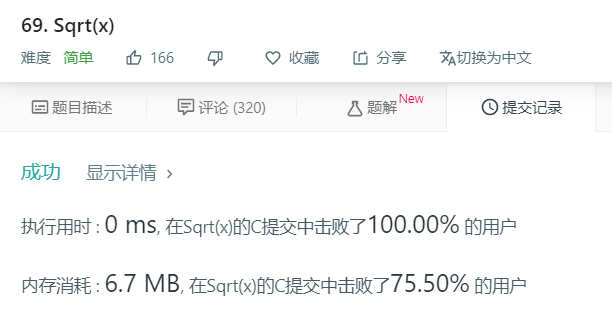 69. Sqrt(x)
难度 简单 166 收藏 分享 切换为中文
题目描述 评论 (320) 题解 New 提交记录
成功 显示详情 >
执行用时 : 0 ms, 在Sqrt(x)的C提交中击败了100.00% 的用户
内存消耗 : 6.7 MB, 在Sqrt(x)的C提交中击败了75.50% 的用户